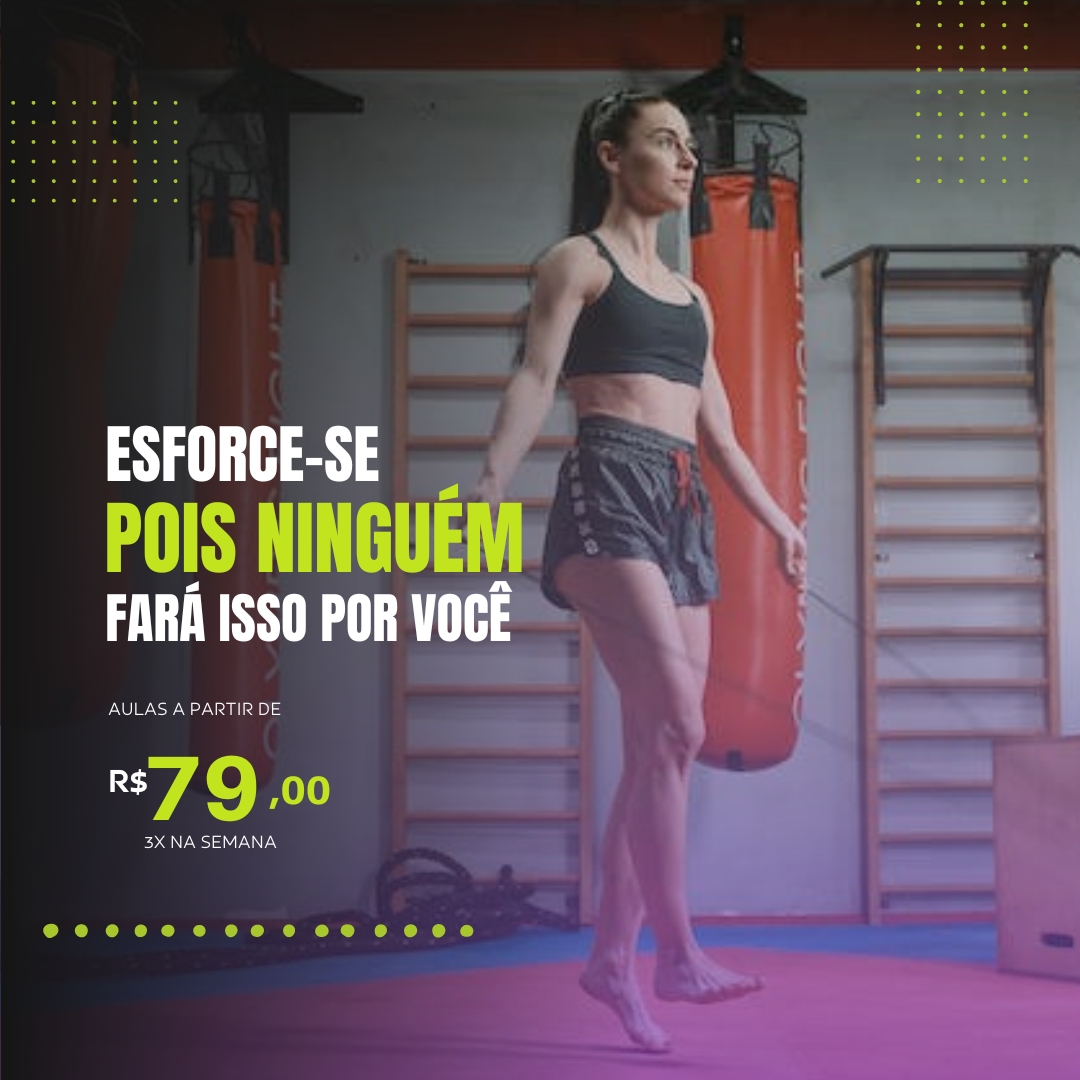 ESFORCE-SE
POIS NINGUÉM
FARÁ ISSO POR VOCÊ
AULAS A PARTIR DE
R$79,00
3X NA SEMANA